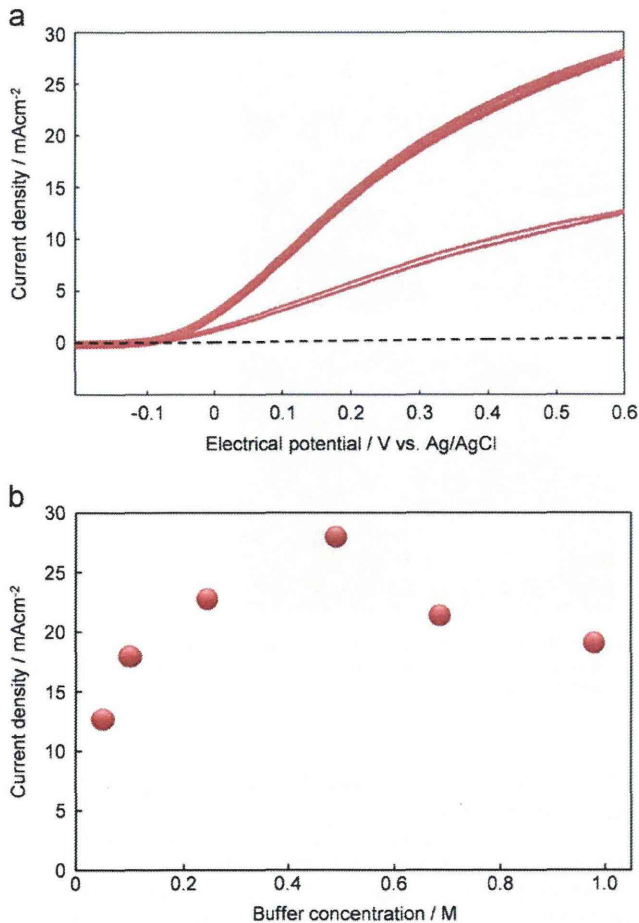 a
30
25
20
15
10
5
0
Current density / mAcm-2
-0.1 0 0.1 0.2 0.3 0.4 0.5 0.6
Electrical potential / V vs. Ag/AgCl
b
30
25
20
15
10
5
0
Current density / mAcm-2
0 0.2 0.4 0.6 0.8 1.0
Buffer concentration / M